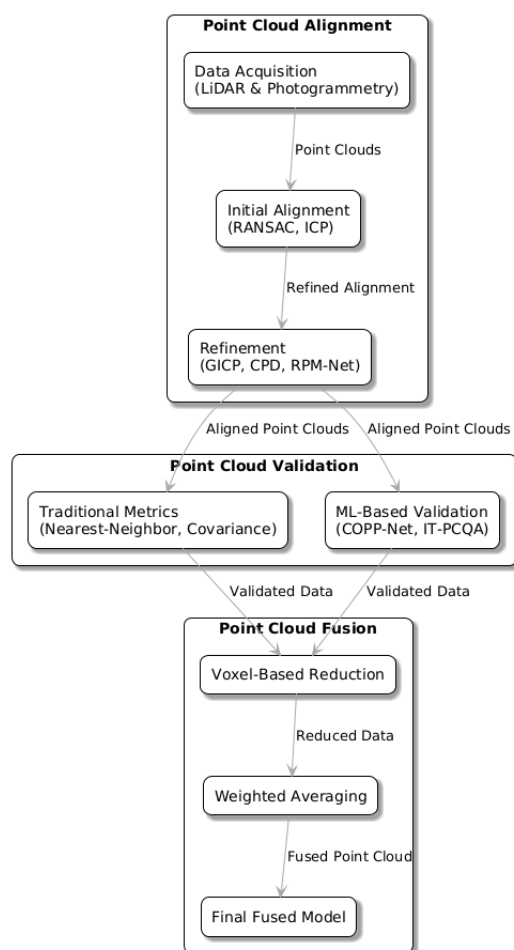 Point Cloud Alignment
Data Acquisition
(LiDAR & Photogrammetry)
Point Clouds
Initial Alignment
(RANSAC, ICP)
Refined Alignment
Refinement
(GICP, CPD, RPM-Net)
Aligned Point Clouds
Aligned Point Clouds
Point Cloud Validation
Traditional Metrics
(Nearest-Neighbor, Covariance)
ML-Based Validation
(COPP-Net, IT-PCQA)
Validated Data
Validated Data
Point Cloud Fusion
Voxel-Based Reduction
Reduced Data
Weighted Averaging
Fused Point Cloud
Final Fused Model